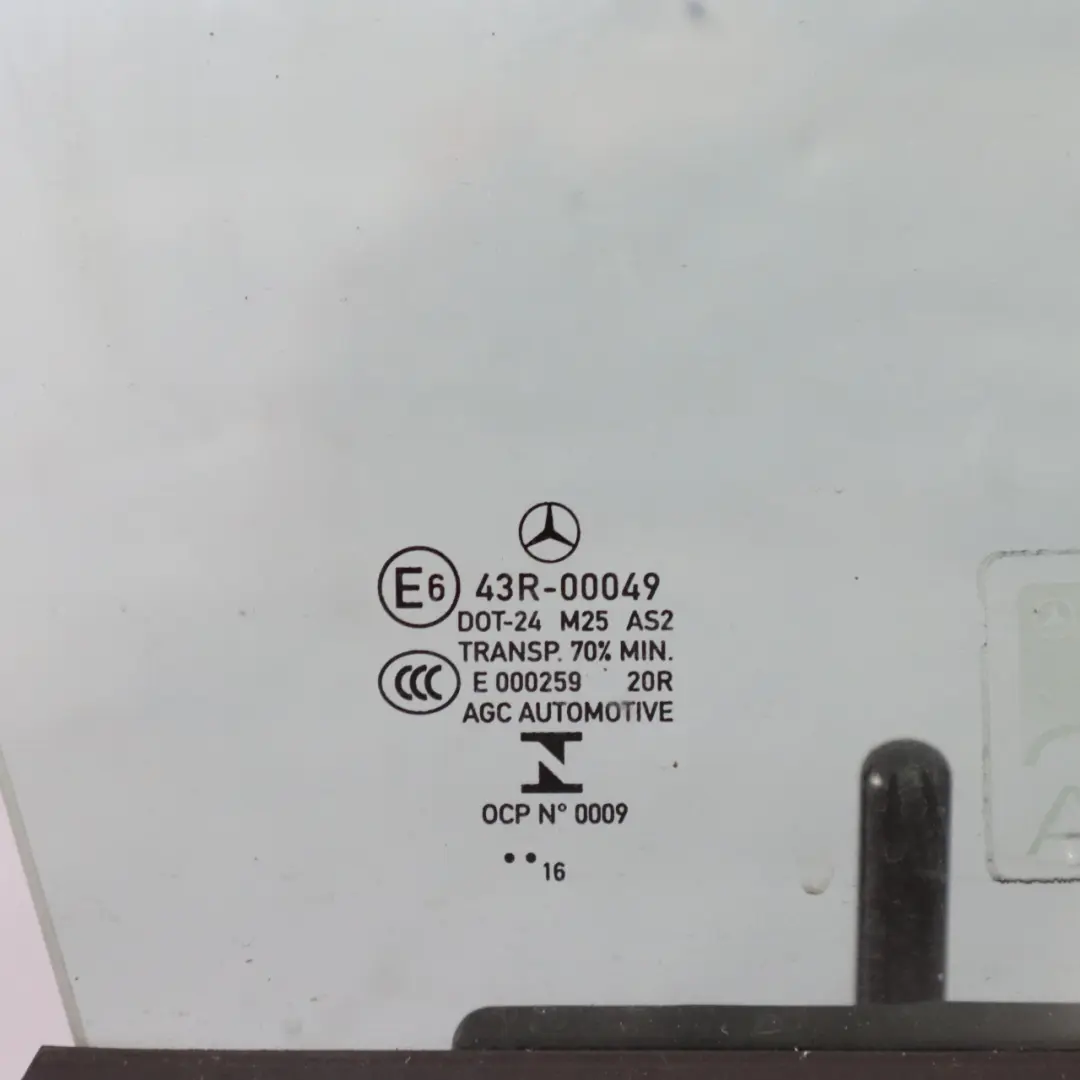 E6 43R-00049
DOT-24 M25 AS2
TRANSP. 70% MIN.
CCC E 000259 20R
AGC AUTOMOTIVE
N
OCP N° 0009
•• 16
A